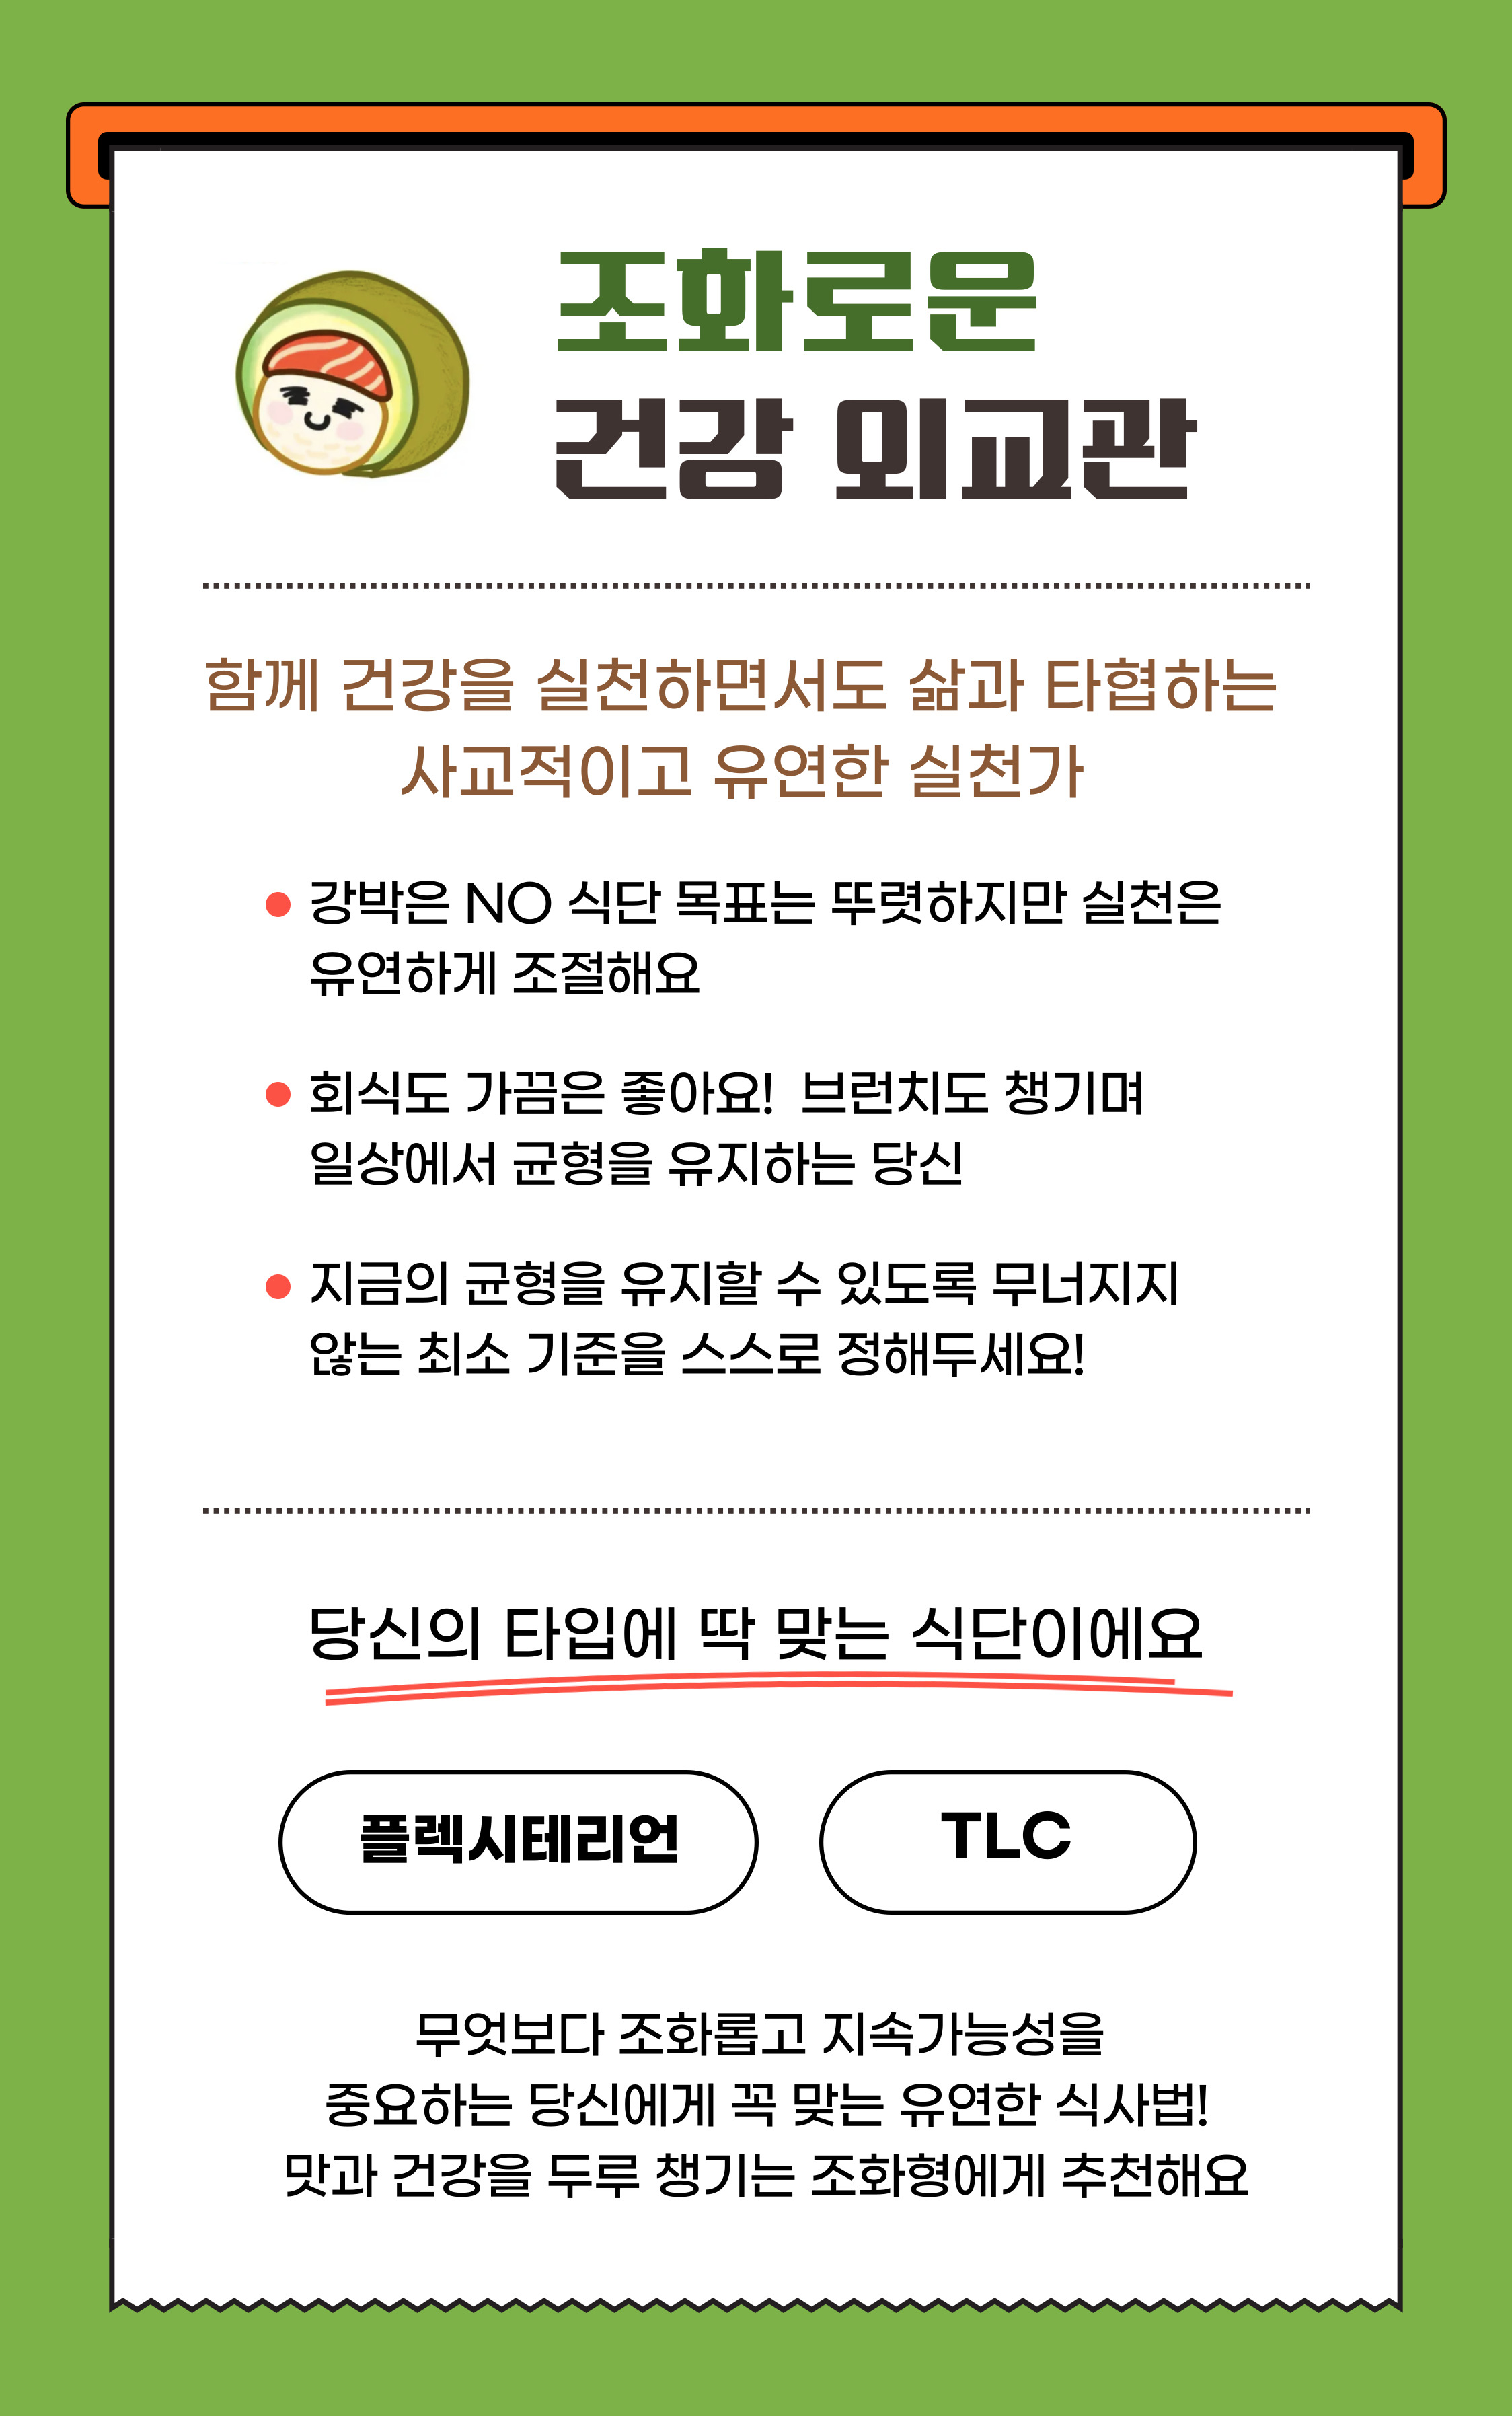 조화로운
건강 외교관
함께 건강을 실천하면서도 삶과 타협하는
사교적이고 유연한 실천가
강박은 NO 식단 목표는 뚜렷하지만 실천은
유연하게 조절해요
회식도 가끔은 좋아요! 브런치도 챙기며
일상에서 균형을 유지하는 당신
지금의 균형을 유지할 수 있도록 무너지지
않는 최소 기준을 스스로 정해두세요!
당신의 타입에 딱 맞는 식단이에요
플렉시테리언
TLC
무엇보다 조화롭고 지속가능성을
중요하는 당신에게 꼭 맞는 유연한 식사법!
맛과 건강을 두루 챙기는 조화형에게 추천해요